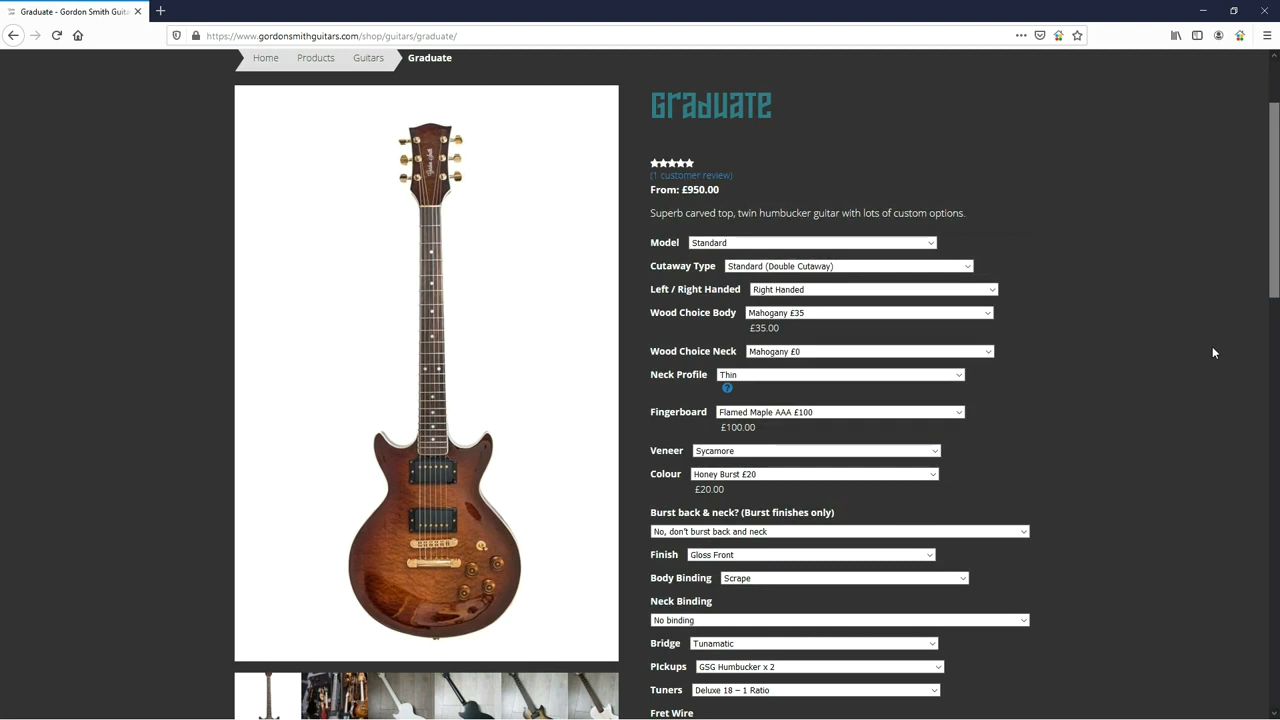 Graduate - Gordon Smith Guita
https://www.gordonsmithguitars.com/shop/guitars/graduate/
Home Products Guitars Graduate
Graduate
(1 customer review)
From: £950.00
Superb carved top, twin humbucker guitar with lots of custom options.
Model Standard
Cutaway Type Standard (Double Cutaway)
Left / Right Handed Right Handed
Wood Choice Body Mahogany £35
£35.00
Wood Choice Neck Mahogany £0
Neck Profile Thin
?
Fingerboard Flamed Maple AAA £100
£100.00
Veneer Sycamore
Colour Honey Burst £20
£20.00
Burst back & neck? (Burst finishes only)
No, don't burst back and neck
Finish Gloss Front
Body Binding Scrape
Neck Binding
No binding
Bridge Tunamatic
PIckups GSG Humbucker x 2
Tuners Deluxe 18 – 1 Ratio
Fret Wire